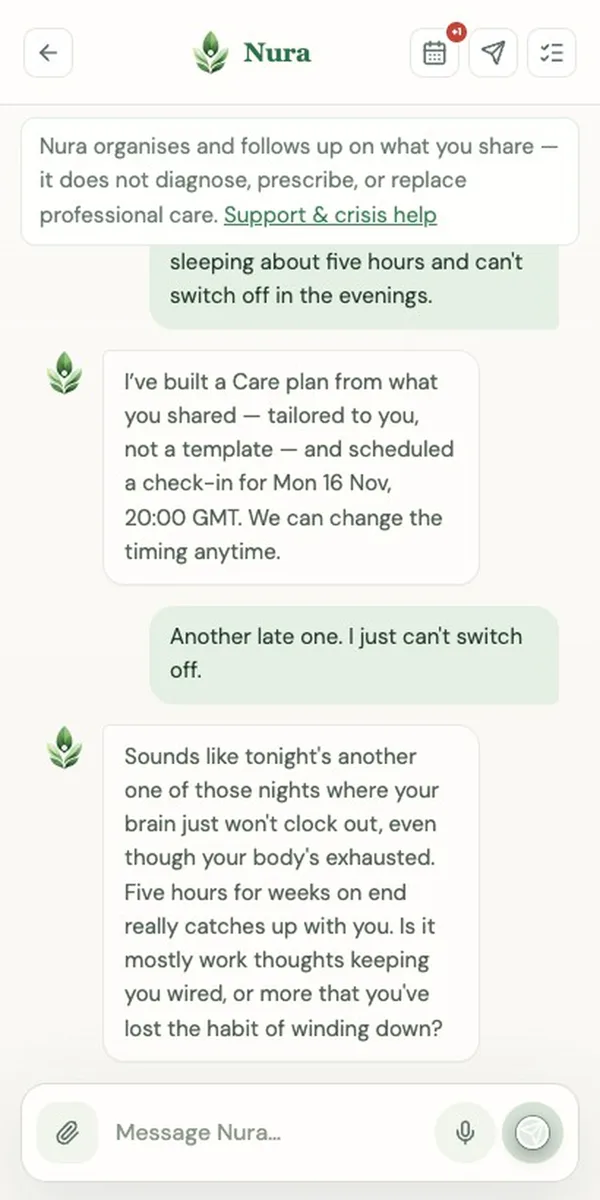 Nura
+1
Nura organises and follows up on what you share —
it does not diagnose, prescribe, or replace
professional care. Support & crisis help
sleeping about five hours and can't
switch off in the evenings.
I’ve built a Care plan from what
you shared — tailored to you,
not a template — and scheduled
a check-in for Mon 16 Nov,
20:00 GMT. We can change the
timing anytime.
Another late one. I just can't switch
off.
Sounds like tonight's another
one of those nights where your
brain just won't clock out, even
though your body's exhausted.
Five hours for weeks on end
really catches up with you. Is it
mostly work thoughts keeping
you wired, or more that you've
lost the habit of winding down?
Message Nura...